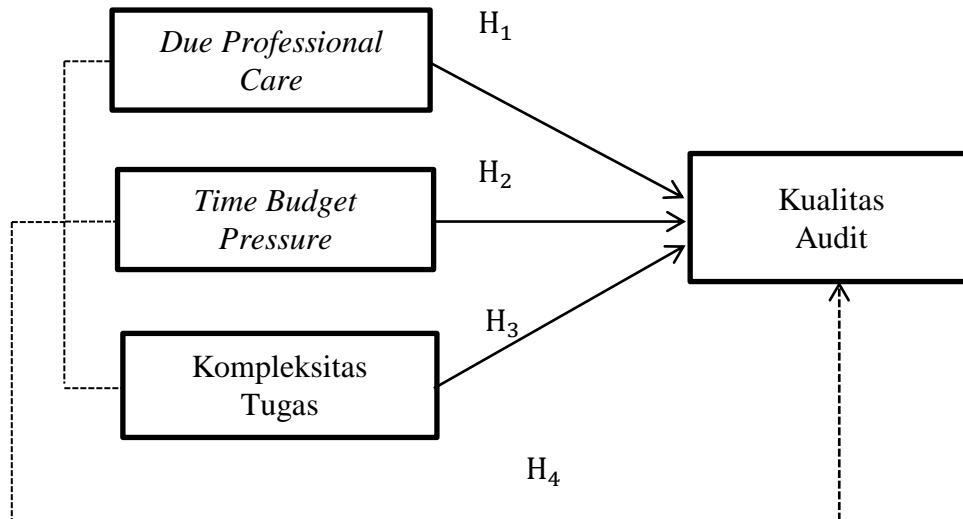 H₁
Due Professional
Care
H₂
Time Budget
Pressure
Kualitas
Audit
H₃
Kompleksitas
Tugas
H₄